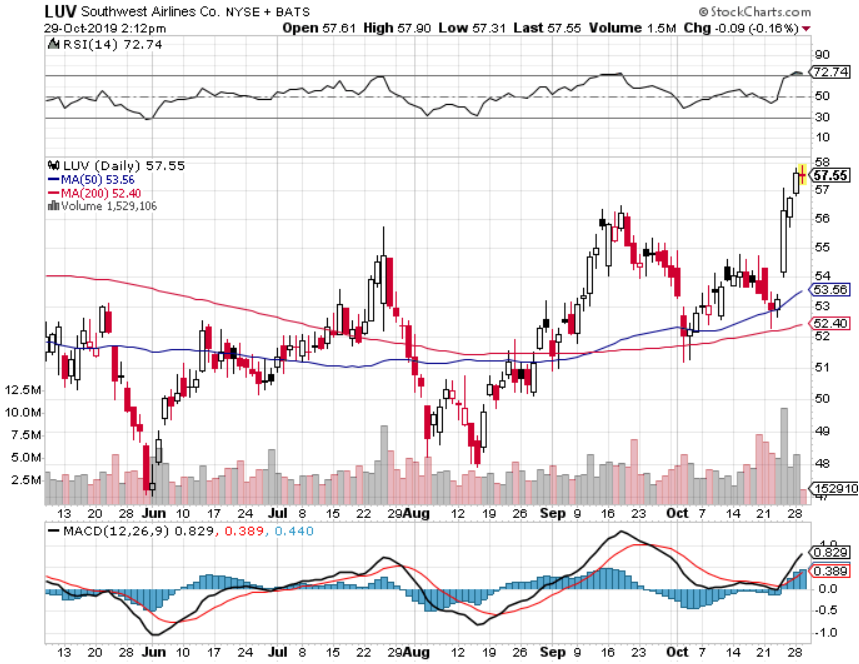 LUV Southwest Airlines Co. NYSE + BATS © StockCharts.com
29-Oct-2019 2:12pm Open 57.61 High 57.90 Low 57.31 Last 57.55 Volume 1.5M Chg -0.09 (-0.16%)
RSI(14) 72.74
90
72.74
50
30
10
LUV (Daily) 57.55
MA(50) 53.56
MA(200) 52.40
Volume 1,529,106
58
57.55
57
56
55
54
53.56
53
52.40
52
51
50
49
48
47
12.5M
10.0M
7.5M
5.0M
2.5M
152910
13 20 28 Jun 10 17 24 Jul 8 15 22 29 Aug 12 19 26 Sep 9 16 23 Oct 7 14 21 28
MACD(12,26,9) 0.829, 0.389, 0.440
1.0
0.829
0.389
0.0
-0.5
-1.0
13 20 28 Jun 10 17 24 Jul 8 15 22 29 Aug 12 19 26 Sep 9 16 23 Oct 7 14 21 28